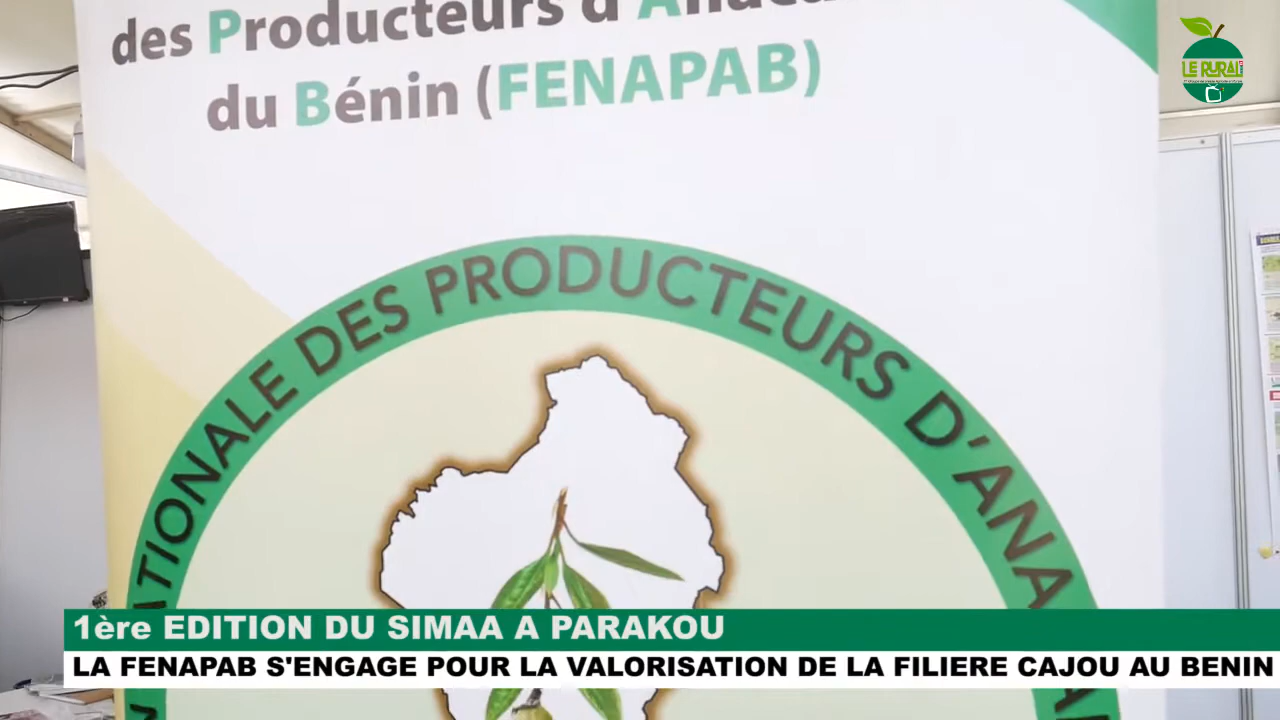 des Producteurs d'Anaca
du Bénin (FENAPAB)
LE RURAL
TIONALE DES PRODUCTEURS D'ANA
1ère EDITION DU SIMAA A PARAKOU
LA FENAPAB S'ENGAGE POUR LA VALORISATION DE LA FILIERE CAJOU AU BENIN